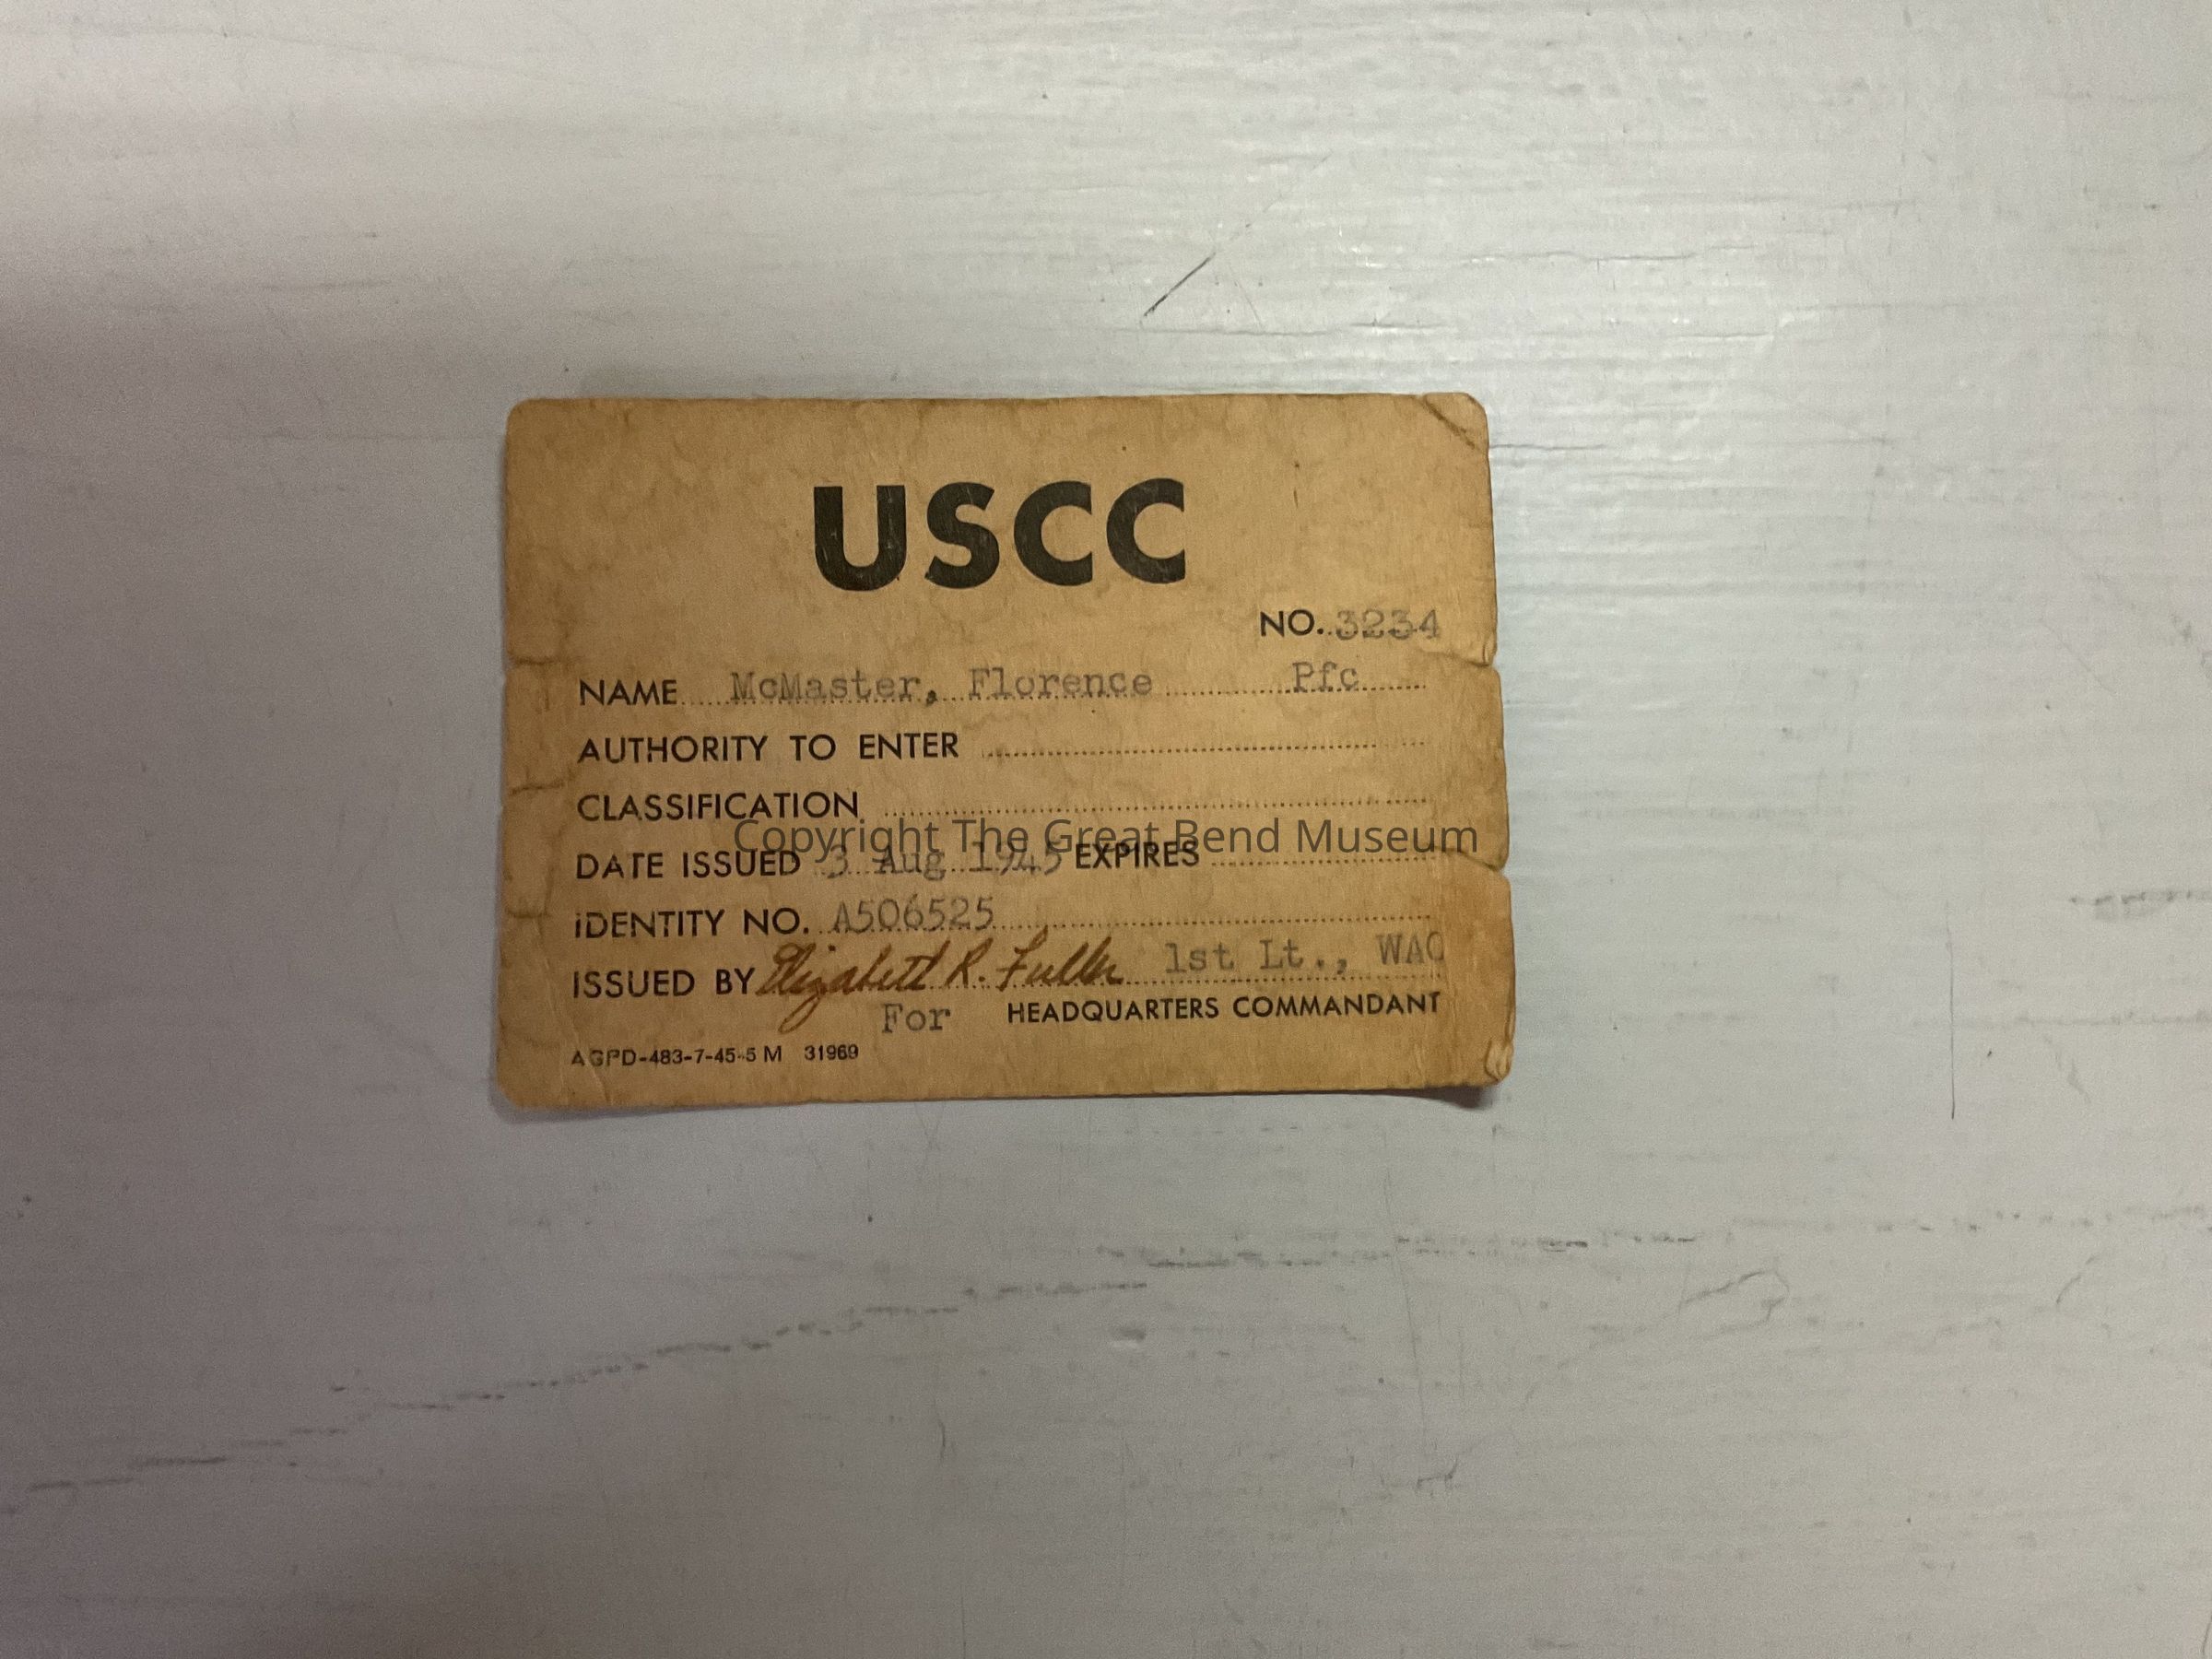 USCC
NO. 3234
NAME McMaster, Florence Pfc
AUTHORITY TO ENTER
CLASSIFICATION
Copyright The Great Bend Museum
DATE ISSUED 3 Aug 1945 EXPIRES
IDENTITY NO. A506525
ISSUED BY Elizabeth R. Fuller 1st Lt., WAC
For HEADQUARTERS COMMANDANT
AGPD-483-7-45-5 M 31969